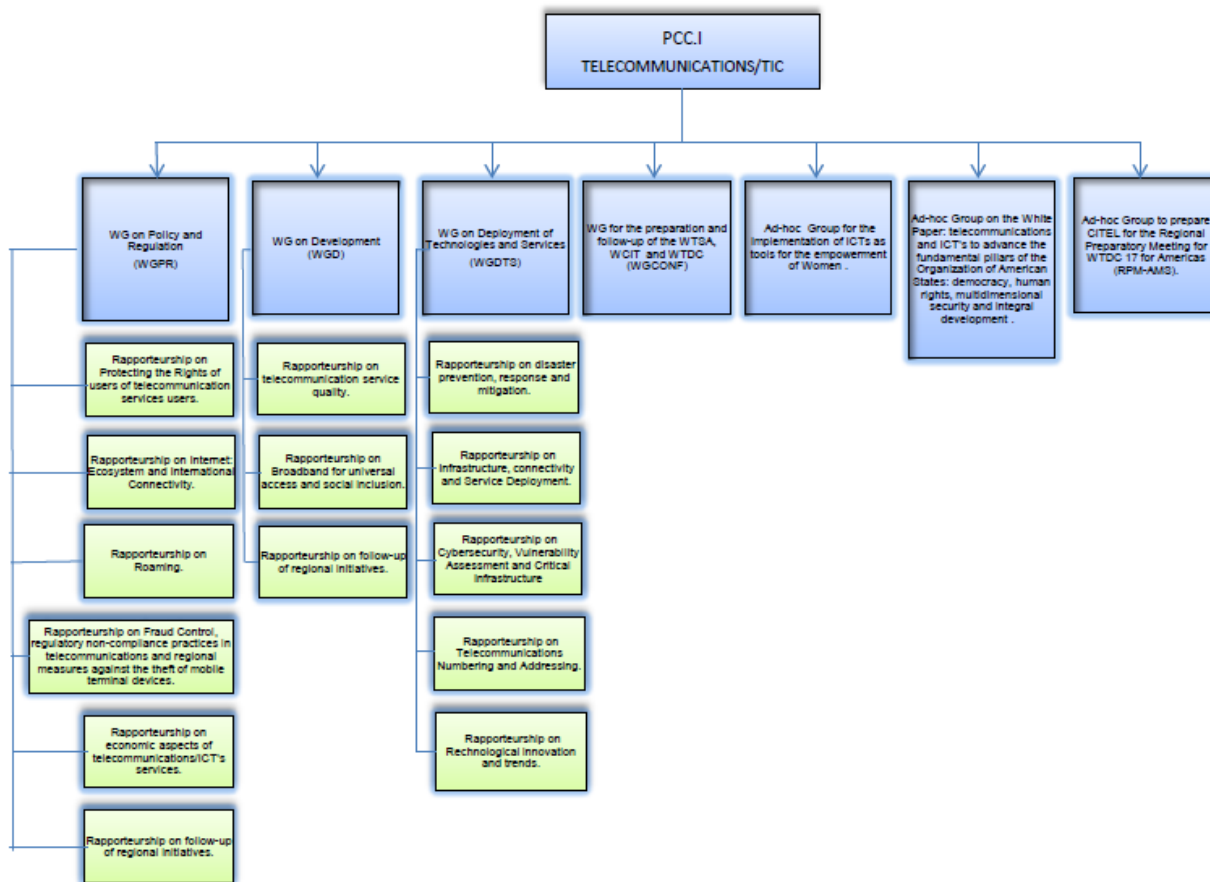 PCC.I
TELECOMMUNICATIONS/TIC
WG on Policy and
Regulation
(WGPR)
WG on Development
(WGD)
WG on Deployment of
Technologies and Services
(WGDTS)
WG for the preparation
and follow-up of the WTSA,
WCIT and WTDC
(WGCONF)
Ad-hoc Group for the
implementation of ICTs as
tools for the empowerment
of Women .
Ad-hoc Group on the White
Paper: telecommunications
and ICT's to advance the
fundamental pillars of the
Organization of American
States: democracy, human
rights, multidimensional
security and integral
development .
Ad-hoc Group to prepare
CITEL for the Regional
Preparatory Meeting for
WTDC 17 for Americas
(RPM-AMS).
Rapporteurship on
Protecting the Rights of
users of telecommunication
services users.
Rapporteurship on Internet:
Ecosystem and International
Connectivity.
Rapporteurship on
Roaming.
Rapporteurship on Fraud Control,
regulatory non-compliance practices in
telecommunications and regional
measures against the theft of mobile
terminal devices.
Rapporteurship on
economic aspects of
telecommunications/ICT's
services.
Rapporteurship on follow-up
of regional initiatives.
Rapporteurship on
telecommunication service
quality.
Rapporteurship on
Broadband for universal
access and social inclusion.
Rapporteurship on follow-up
of regional initiatives.
Rapporteurship on disaster
prevention, response and
mitigation.
Rapporteurship on
Infrastructure, connectivity
and Service Deployment.
Rapporteurship on
Cybersecurity, Vulnerability
Assessment and Critical
Infrastructure
Rapporteurship on
Telecommunications
Numbering and Addressing.
Rapporteurship on
Rechnological Innovation
and trends.